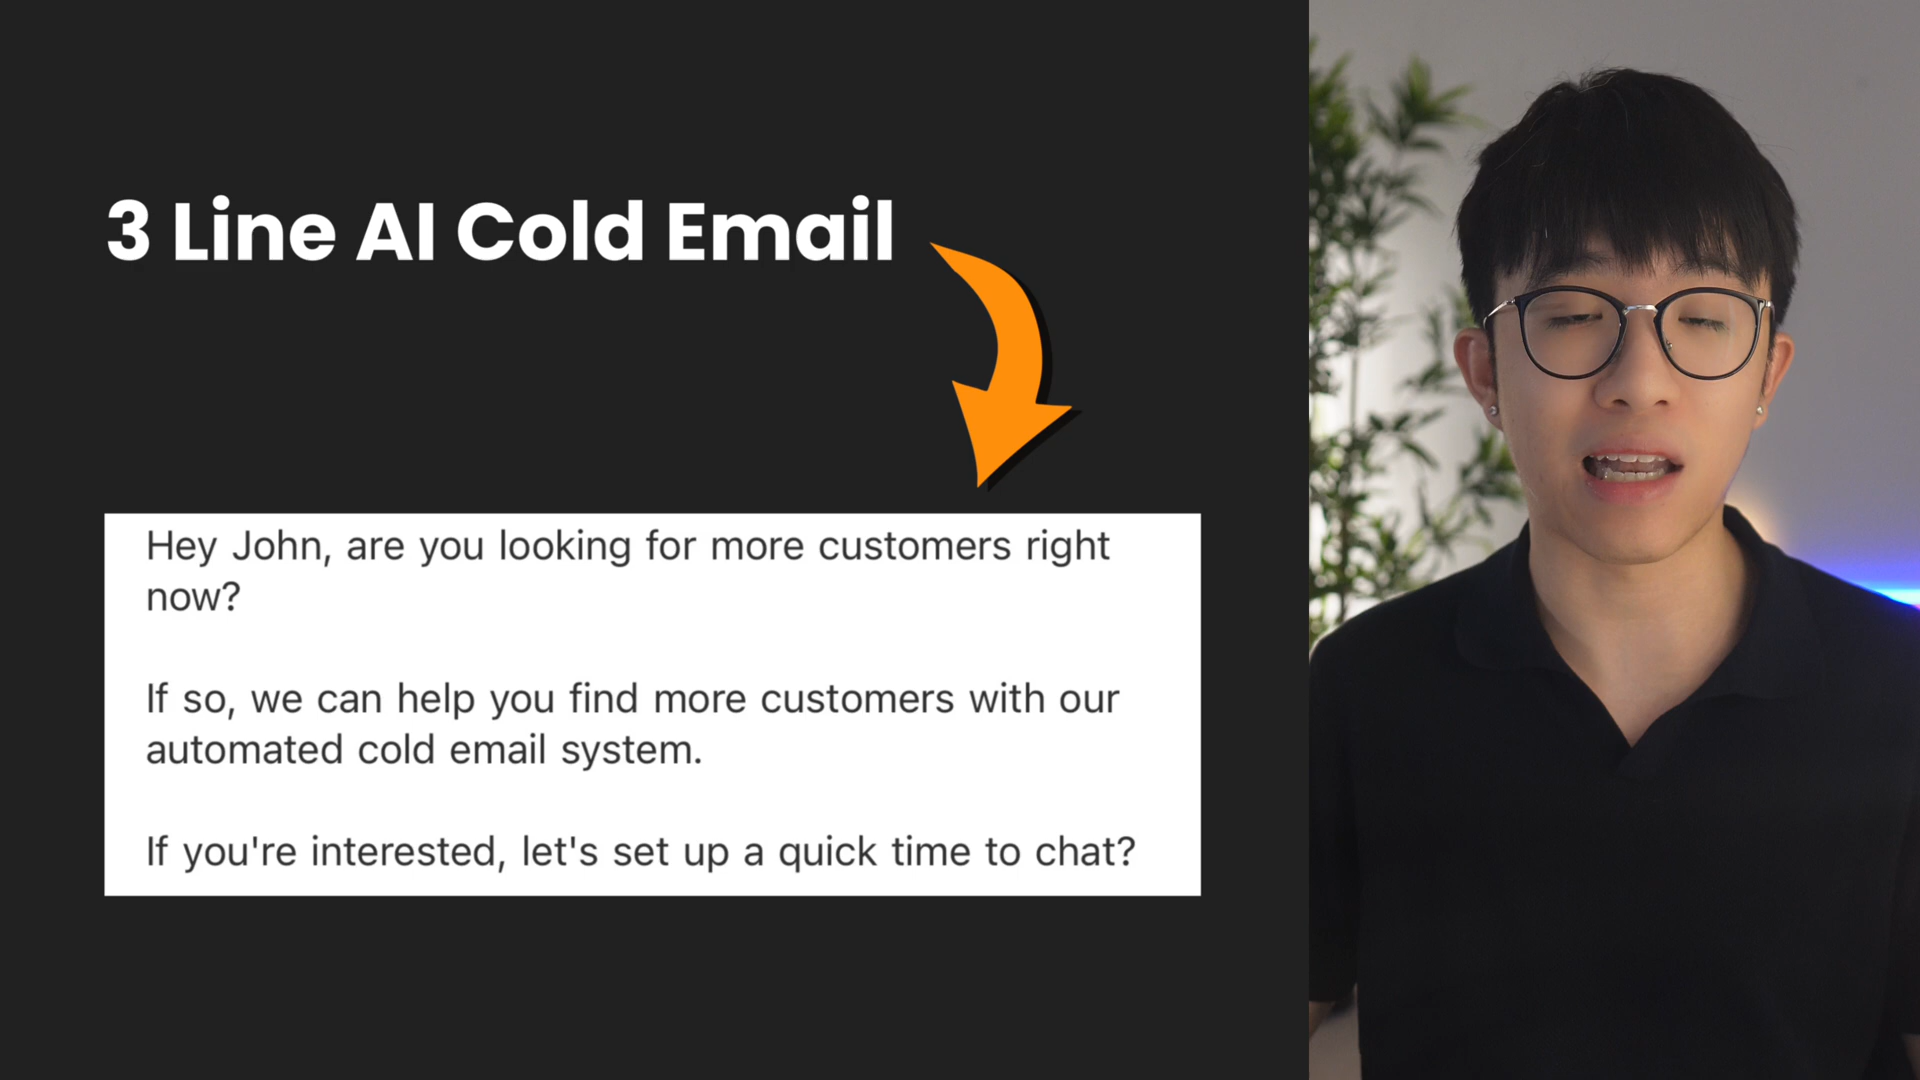 3 Line AI Cold Email
Hey John, are you looking for more customers right
now?
If so, we can help you find more customers with our
automated cold email system.
If you're interested, let's set up a quick time to chat?